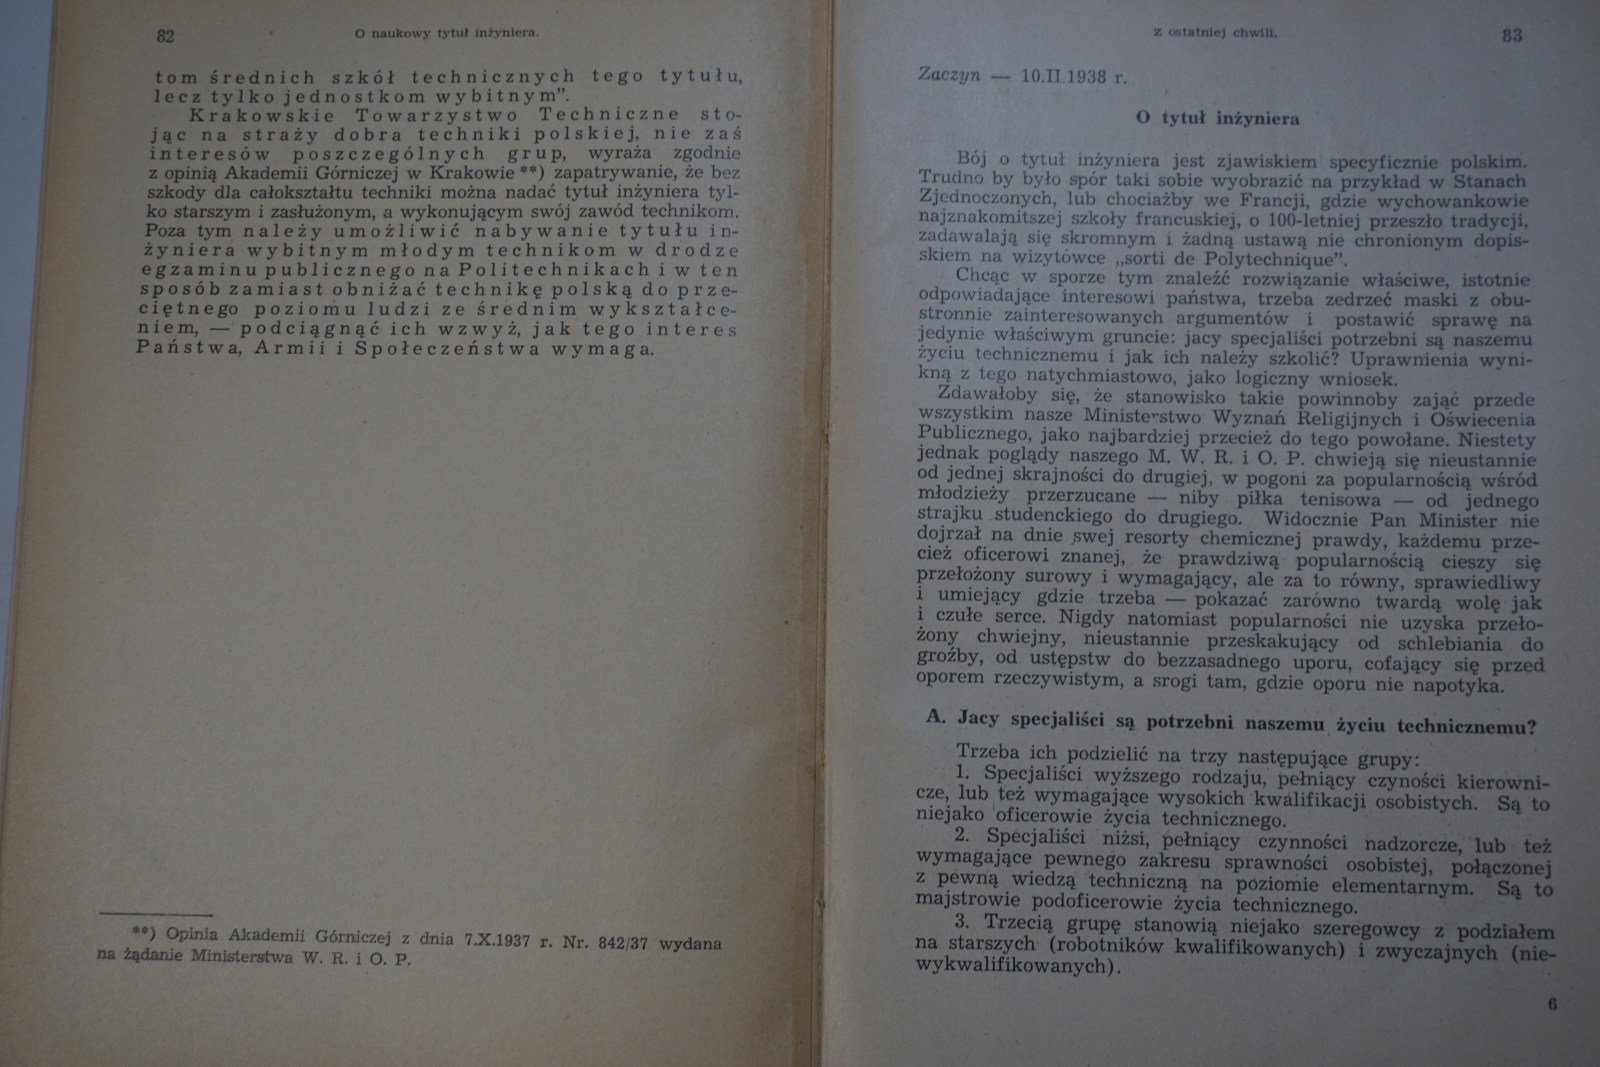 82
O naukowy tytuł inżyniera.
tom średnich szkół technicznych tego tytułu,
lecz tylko jednostkom wybitnym”.
Krakowskie Towarzystwo Techniczne sto-
jąc na straży dobra techniki polskiej, nie zaś
interesów poszczególnych grup, wyraża zgodnie
z opinią Akademii Górniczej w Krakowie **) zapatrywanie, że bez
szkody dla całokształtu techniki można nadać tytuł inżyniera tyl-
ko starszym i zasłużonym, a wykonującym swój zawód technikom.
Poza tym należy umożliwić nabywanie tytułu in-
żyniera wybitnym młodym technikom w drodze
egzaminu publicznego na Politechnikach i w ten
sposób zamiast obniżać technikę polską do prze-
ciętnego poziomu ludzi ze średnim wykształce-
niem, — podciągnąć ich wzwyż, jak tego interes
Państwa, Armii i Społeczeństwa wymaga.
**) Opinia Akademii Górniczej z dnia 7.X.1937 r. Nr. 842/37 wydana
na żądanie Ministerstwa W. R. i O. P.
Z ostatniej chwili.
83
Zaczyn — 10.II 1938 r.
O tytuł inżyniera
Bój o tytuł inżyniera jest zjawiskiem specyficznie polskim.
Trudno by było spór taki sobie wyobrazić na przykład w Stanach
Zjednoczonych, lub chociażby we Francji, gdzie wychowankowie
najznakomitszej szkoły francuskiej, o 100-letniej przeszło tradycji,
zadawalają się skromnym i żadną ustawą nie chronionym dopis-
skiem na wizytówce „sorti de Polytechnique”.
Chcąc w sporze tym znaleźć rozwiązanie właściwe, istotnie
odpowiadające interesowi państwa, trzeba zedrzeć maski z obu-
stronnie zainteresowanych argumentów i postawić sprawę na
jedynie właściwym gruncie: jacy specjaliści potrzebni są naszemu
życiu technicznemu i jak ich należy szkolić? Uprawnienia wyni-
kną z tego natychmiastowo, jako logiczny wniosek.
Zdawałoby się, że stanowisko takie powinnoby zająć przede
wszystkim nasze Ministerstwo Wyznań Religijnych i Oświecenia
Publicznego, jako najbardziej przecież do tego powołane. Niestety
jednak poglądy naszego M. W. R. i O. P. chwieją się nieustannie
od jednej skrajności do drugiej, w pogoni za popularnością wśród
młodzieży przerzucane — niby piłka tenisowa — od jednego
strajku studenckiego do drugiego. Widocznie Pan Minister nie
dojrzał na dnie swej resorty chemicznej prawdy, każdemu prze-
cież oficerowi znanej, że prawdziwą popularnością cieszy się
przełożony surowy i wymagający, ale za to równy, sprawiedliwy
i umiejący gdzie trzeba — pokazać zarówno twardą wolę jak
i czułe serce. Nigdy natomiast popularności nie uzyska przeło-
żony chwiejny, nieustannie przeskakujący od schlebiania do
groźby, od ustępstw do bezzasadnego uporu, cofający się przed
oporem rzeczywistym, a srogi tam, gdzie oporu nie napotyka.
A. Jacy specjaliści są potrzebni naszemu życiu technicznemu?
Trzeba ich podzielić na trzy następujące grupy:
1. Specjaliści wyższego rodzaju, pełniący czyności kierowni-
cze, lub też wymagające wysokich kwalifikacji osobistych. Są to
niejako oficerowie życia technicznego.
2. Specjaliści niżsi, pełniący czynności nadzorcze, lub też
wymagające pewnego zakresu sprawności osobistej, połączonej
z pewną wiedzą techniczną na poziomie elementarnym. Są to
majstrowie podoficerowie życia technicznego.
3. Trzecią grupę stanowią niejako szeregowcy z podziałem
na starszych (robotników kwalifikowanych) i zwyczajnych (nie-
wykwalifikowanych).
6